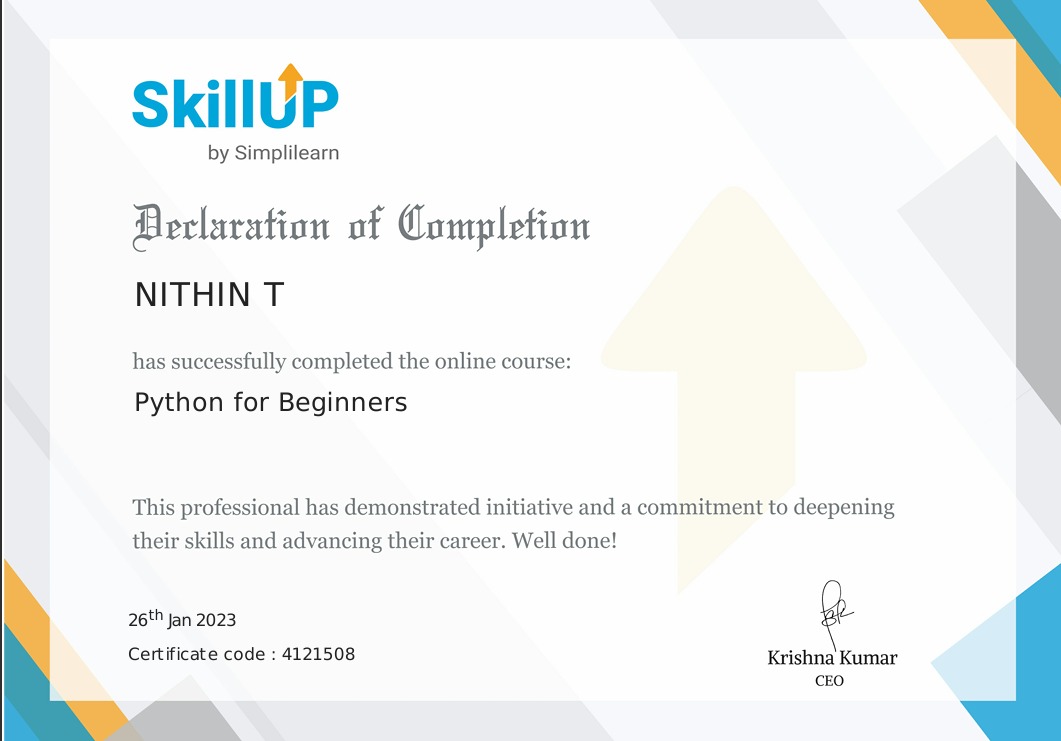 SkillUP
by Simplilearn
Declaration of Completion
NITHIN T
has successfully completed the online course:
Python for Beginners
This professional has demonstrated initiative and a commitment to deepening
their skills and advancing their career. Well done!
26th Jan 2023
Certificate code : 4121508
Krishna Kumar
CEO